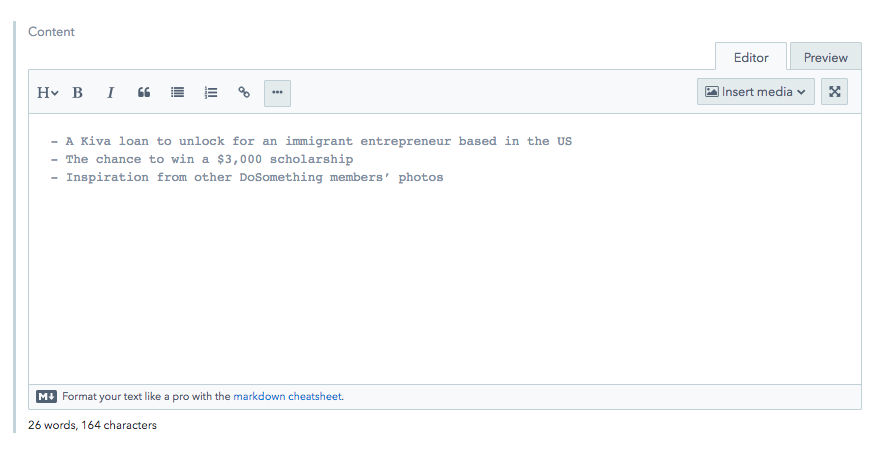 Content
Editor Preview
H B I Insert media
- A Kiva loan to unlock for an immigrant entrepreneur based in the US
- The chance to win a $3,000 scholarship
- Inspiration from other DoSomething members’ photos
M Format your text like a pro with the markdown cheatsheet.
26 words, 164 characters